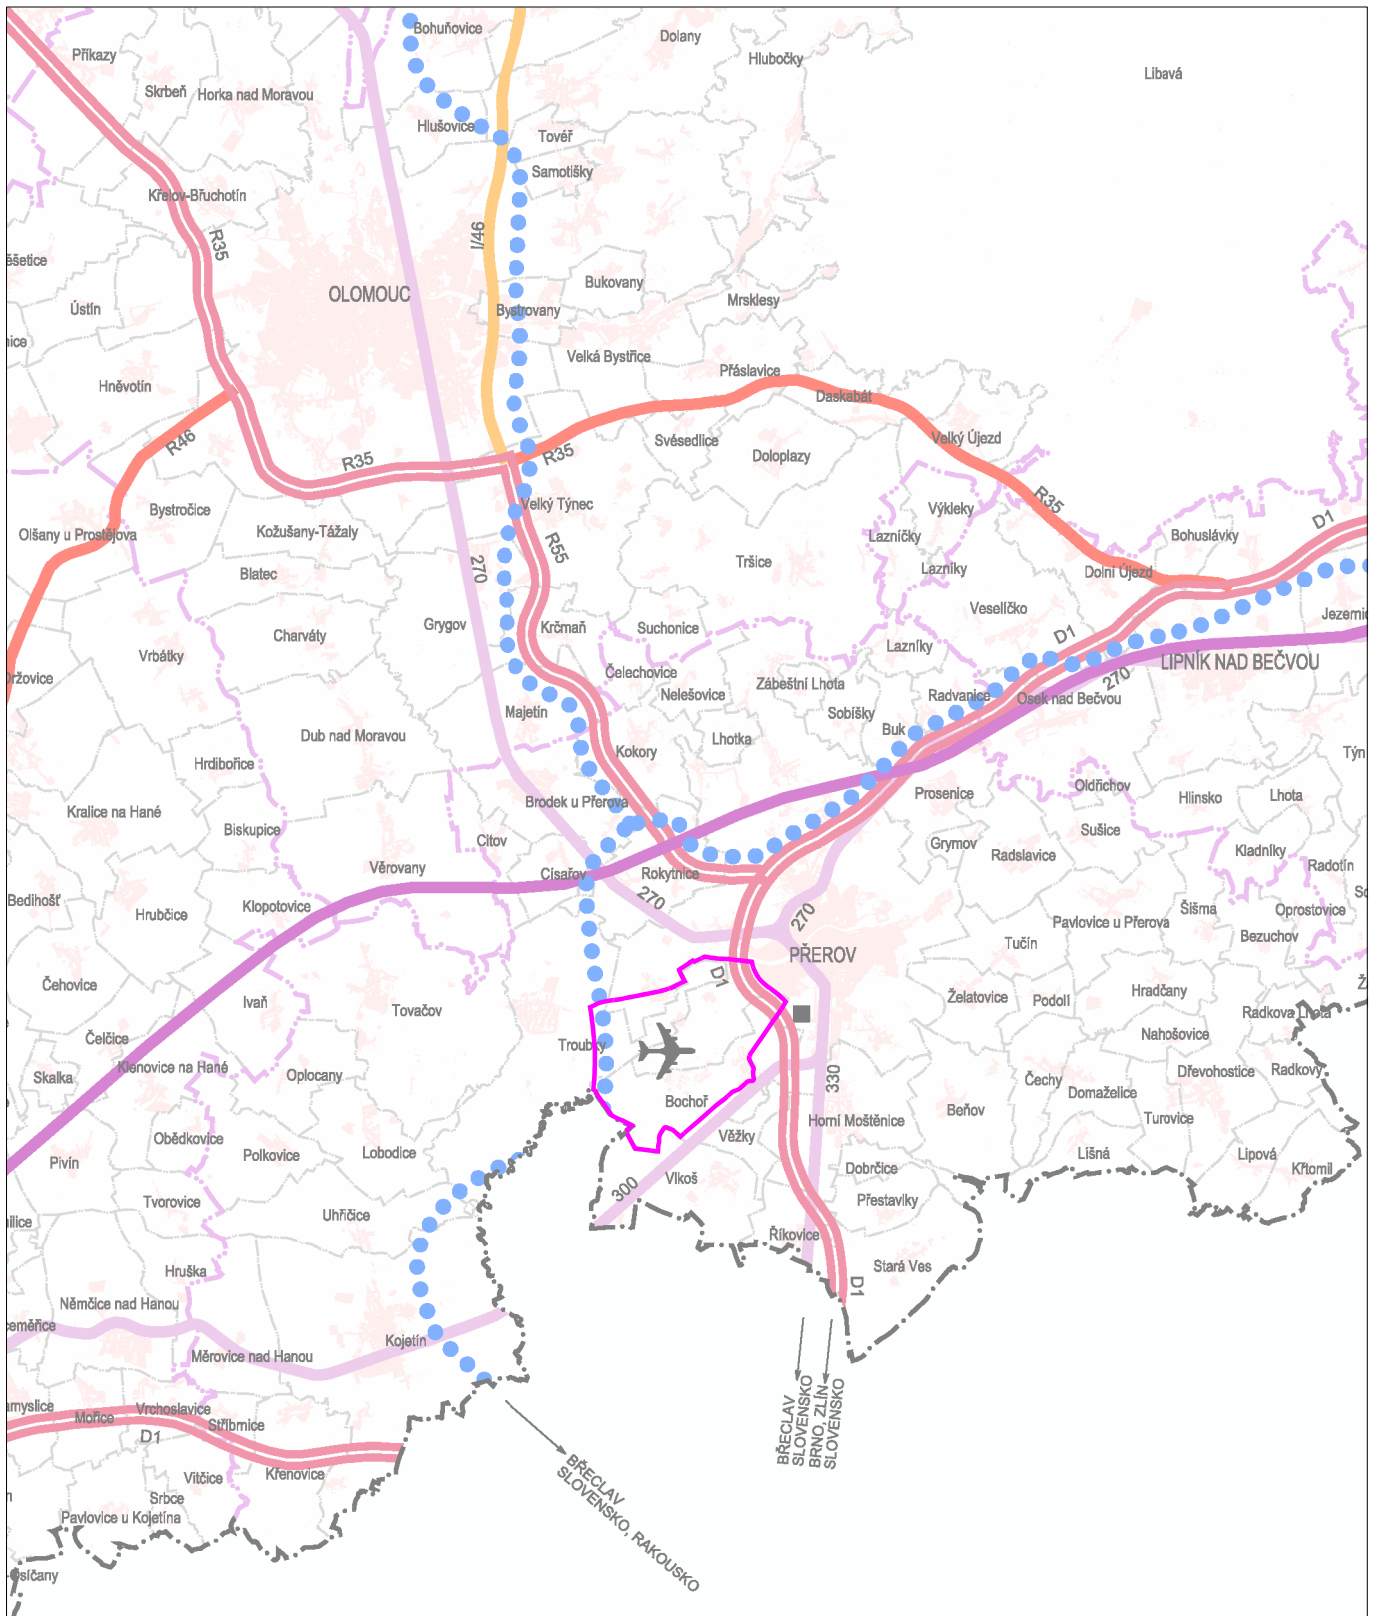 Bohuňovice
Dolany
Příkazy
Hlubočky
Libavá
Skrbeň
Horka nad Moravou
Hlušovice
Tovéř
Samotišky
Křelov-Břuchotín
R35
I/46
Bukovany
OLOMOUC
Mrsklesy
Ústín
Bystrovany
Velká Bystřice
Přáslavice
Hněvotín
Daskabát
R46
R35
R35
Svésedlice
Velký Újezd
Doloplazy
R35
Velký Týnec
Výkleky
Bystročice
Olšany u Prostějova
Kožušany-Tážaly
Lazníčky
Bohuslávky
D1
R55
270
Blatec
Tršice
Lazníky
Dolní Újezd
Veselíčko
Grygov
Krčmaň
Suchonice
D1
Charváty
Vrbátky
Lazníky
LIPNÍK NAD BEČVOU
Čelechovice
Nelešovice
Zábeštní Lhota
Radvanice
Osek nad Bečvou
270
Majetín
Sobíšky
Buk
Dub nad Moravou
Kokory
Lhotka
Hrdibořice
Týn
Oldřichov
Prosenice
Hlinsko
Lhota
Brodek u Přerova
Kralice na Hané
Biskupice
Citov
Sušice
Grymov
Radslavice
Kladníky
Radotín
Věrovany
Císařov
Rokytnice
270
Bedihošť
Hrubčice
Klopotovice
270
Pavlovice u Přerova
Šišma
Oprostovice
Bezuchov
Tučín
PŘEROV
D1
Čehovice
Ivaň
Tovačov
Želatovice
Podolí
Hradčany
Radkova Lhota
Nahošovice
Čelčice
Klenovice na Hané
Troubky
Skalka
Oplocany
Čechy
Dřevohostice
Radkovy
330
Domaželice
Bochoř
Beňov
Turovice
Horní Moštěnice
Věžky
Obědkovice
Polkovice
Lobodice
Pivín
Lišná
Lipová
Křtomil
Dobrčice
Vlkoš
300
Tvorovice
Přestavlky
Uhřičice
Říkovice
Stará Ves
Hruška
D1
Němčice nad Hanou
Kojetín
Měrovice nad Hanou
Vrchoslavice
Mořice
Stříbrnice
D1
Křenovice
Vitčice
Srbce
Pavlovice u Kojetína
BŘECLAV
SLOVENSKO
BRNO, ZLÍN
SLOVENSKO
BŘECLAV
SLOVENSKO, RAKOUSKO